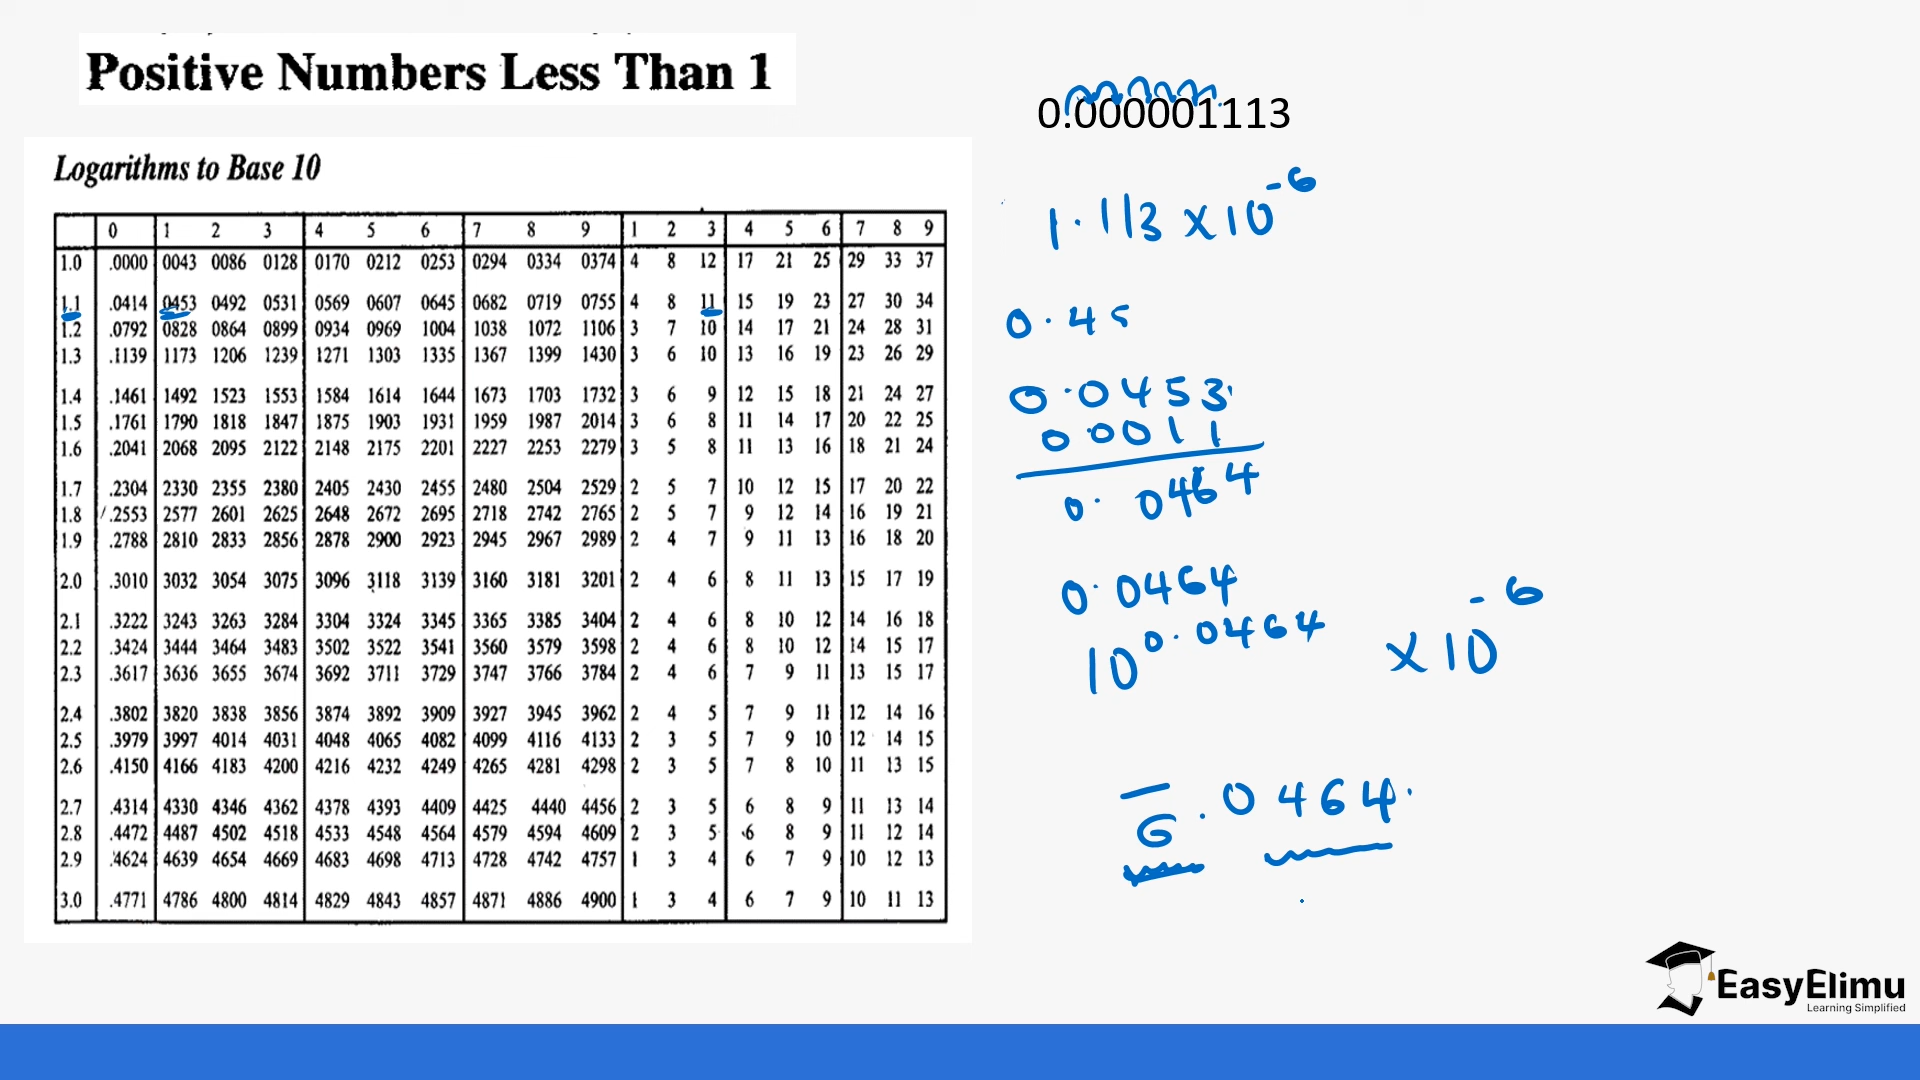 Positive Numbers Less Than 1
0.000001113
Logarithms to Base 10
0 1 2 3 4 5 6 7 8 9 1 2 3 4 5 6 7 8 9
1.0 .0000 0043 0086 0128 0170 0212 0253 0294 0334 0374 4 8 12 17 21 25 29 33 37
1.1 .0414 0453 0492 0531 0569 0607 0645 0682 0719 0755 4 8 11 15 19 23 27 30 34
1.2 .0792 0828 0864 0899 0934 0969 1004 1038 1072 1106 3 7 10 14 17 21 24 28 31
1.3 .1139 1173 1206 1239 1271 1303 1335 1367 1399 1430 3 6 10 13 16 19 23 26 29
1.4 .1461 1492 1523 1553 1584 1614 1644 1673 1703 1732 3 6 9 12 15 18 21 24 27
1.5 .1761 1790 1818 1847 1875 1903 1931 1959 1987 2014 3 6 8 11 14 17 20 22 25
1.6 .2041 2068 2095 2122 2148 2175 2201 2227 2253 2279 3 5 8 11 13 16 18 21 24
1.7 .2304 2330 2355 2380 2405 2430 2455 2480 2504 2529 2 5 7 10 12 15 17 20 22
1.8 .2553 2577 2601 2625 2648 2672 2695 2718 2742 2765 2 5 7 9 12 14 16 19 21
1.9 .2788 2810 2833 2856 2878 2900 2923 2945 2967 2989 2 4 7 9 11 13 16 18 20
2.0 .3010 3032 3054 3075 3096 3118 3139 3160 3181 3201 2 4 6 8 11 13 15 17 19
2.1 .3222 3243 3263 3284 3304 3324 3345 3365 3385 3404 2 4 6 8 10 12 14 16 18
2.2 .3424 3444 3464 3483 3502 3522 3541 3560 3579 3598 2 4 6 8 10 12 14 15 17
2.3 .3617 3636 3655 3674 3692 3711 3729 3747 3766 3784 2 4 6 7 9 11 13 15 17
2.4 .3802 3820 3838 3856 3874 3892 3909 3927 3945 3962 2 4 5 7 9 11 12 14 16
2.5 .3979 3997 4014 4031 4048 4065 4082 4099 4116 4133 2 3 5 7 9 10 12 14 15
2.6 .4150 4166 4183 4200 4216 4232 4249 4265 4281 4298 2 3 5 7 8 10 11 13 15
2.7 .4314 4330 4346 4362 4378 4393 4409 4425 4440 4456 2 3 5 6 8 9 11 13 14
2.8 .4472 4487 4502 4518 4533 4548 4564 4579 4594 4609 2 3 5 6 8 9 11 12 14
2.9 .4624 4639 4654 4669 4683 4698 4713 4728 4742 4757 1 3 4 6 7 9 10 12 13
3.0 .4771 4786 4800 4814 4829 4843 4857 4871 4886 4900 1 3 4 6 7 9 10 11 13
1.113 × 10⁻⁶
0.45
0.0453
0.0011
0.0464
0.0464
10⁰·⁰⁴⁶⁴ × 10⁻⁶
6̅.0464
EasyElimu
Learning Simplified